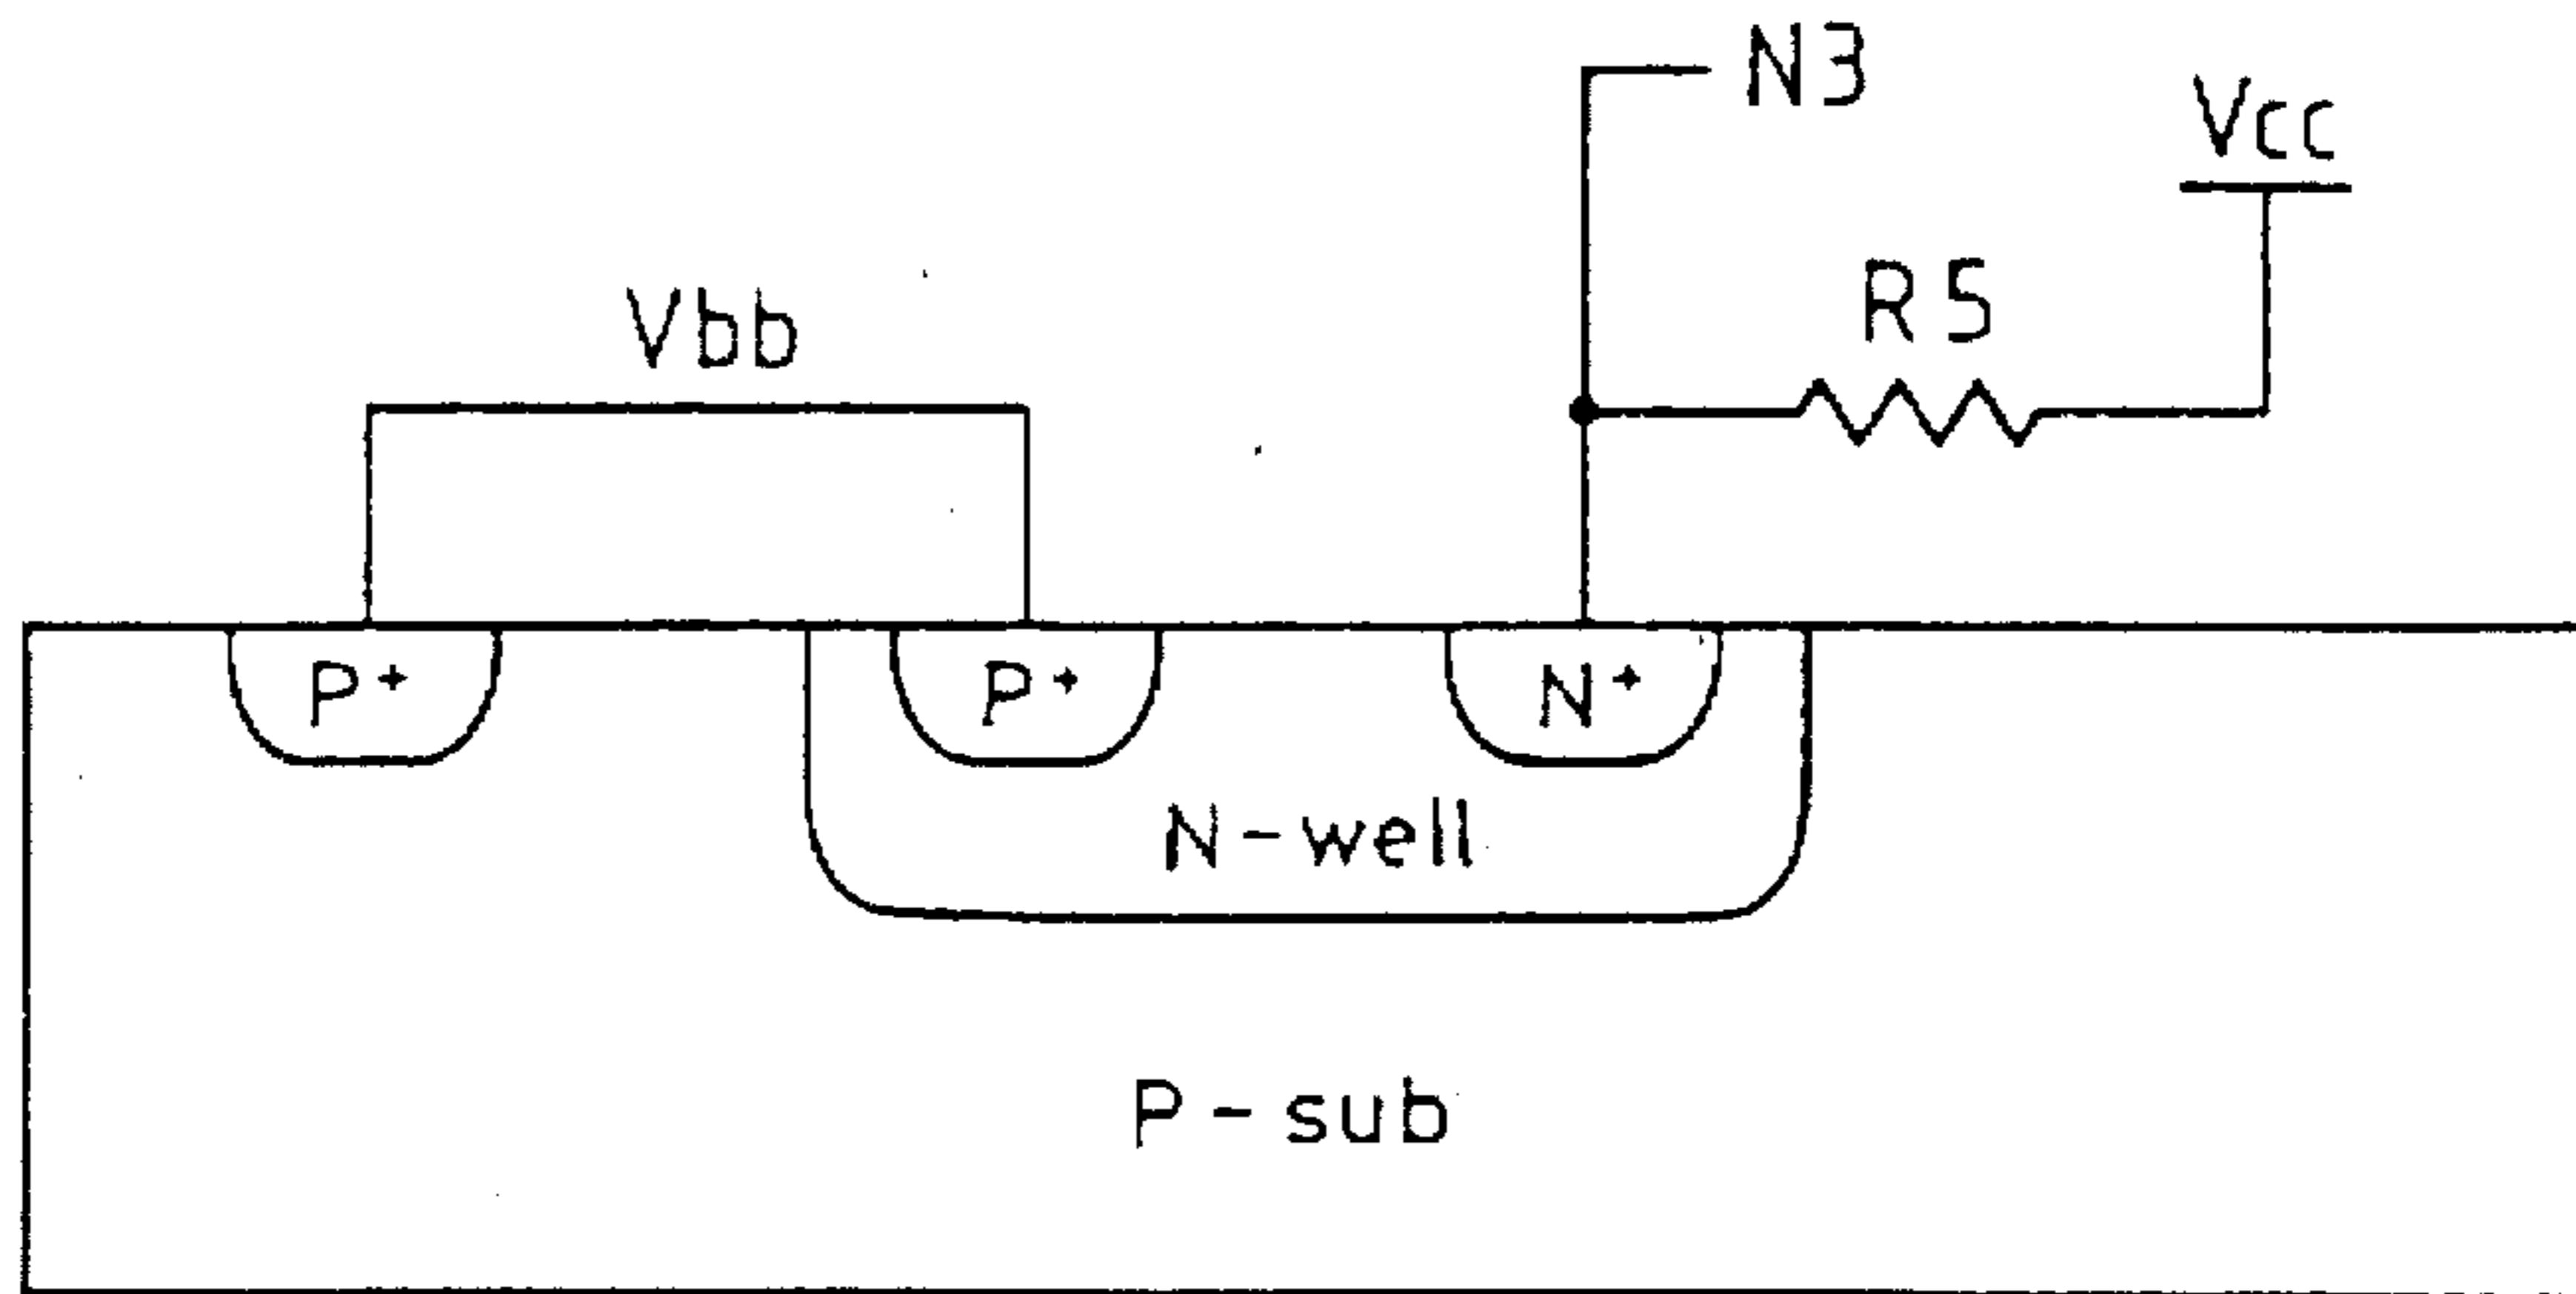 N3
Vcc
R5
Vbb
P+
P+
N+
N-well
P-sub